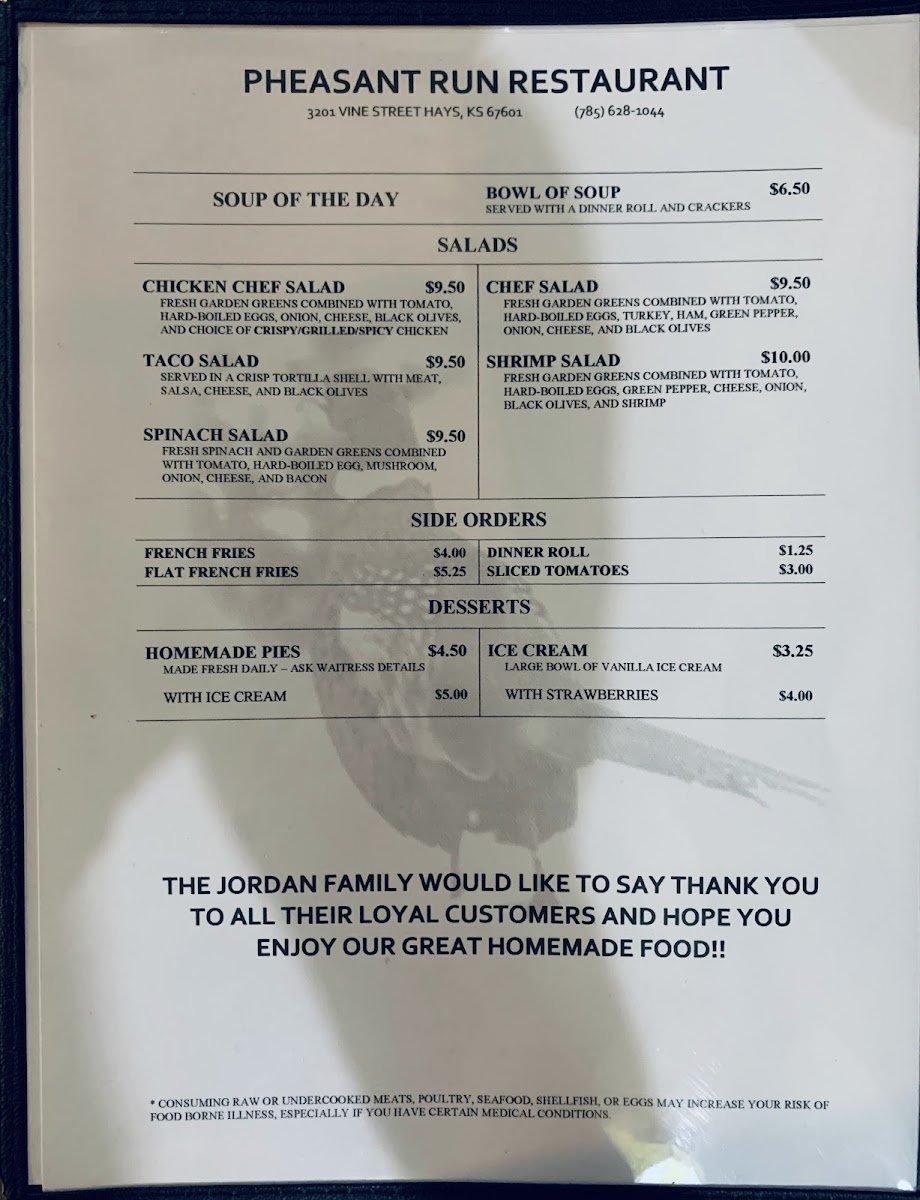 PHEASANT RUN RESTAURANT
3201 VINE STREET HAYS, KS 67601 (785) 628-1044
SOUP OF THE DAY
BOWL OF SOUP $6.50
SERVED WITH A DINNER ROLL AND CRACKERS
SALADS
CHICKEN CHEF SALAD $9.50
FRESH GARDEN GREENS COMBINED WITH TOMATO,
HARD-BOILED EGGS, ONION, CHEESE, BLACK OLIVES,
AND CHOICE OF CRISPY/GRILLED/SPICY CHICKEN
TACO SALAD $9.50
SERVED IN A CRISP TORTILLA SHELL WITH MEAT,
SALSA, CHEESE, AND BLACK OLIVES
SPINACH SALAD $9.50
FRESH SPINACH AND GARDEN GREENS COMBINED
WITH TOMATO, HARD-BOILED EGG, MUSHROOM,
ONION, CHEESE, AND BACON
CHEF SALAD $9.50
FRESH GARDEN GREENS COMBINED WITH TOMATO,
HARD-BOILED EGGS, TURKEY, HAM, GREEN PEPPER,
ONION, CHEESE, AND BLACK OLIVES
SHRIMP SALAD $10.00
FRESH GARDEN GREENS COMBINED WITH TOMATO,
HARD-BOILED EGGS, GREEN PEPPER, CHEESE, ONION,
BLACK OLIVES, AND SHRIMP
SIDE ORDERS
FRENCH FRIES $4.00
FLAT FRENCH FRIES $5.25
DINNER ROLL $1.25
SLICED TOMATOES $3.00
DESSERTS
HOMEMADE PIES $4.50
MADE FRESH DAILY – ASK WAITRESS DETAILS
WITH ICE CREAM $5.00
ICE CREAM $3.25
LARGE BOWL OF VANILLA ICE CREAM
WITH STRAWBERRIES $4.00
THE JORDAN FAMILY WOULD LIKE TO SAY THANK YOU
TO ALL THEIR LOYAL CUSTOMERS AND HOPE YOU
ENJOY OUR GREAT HOMEMADE FOOD!!
* CONSUMING RAW OR UNDERCOOKED MEATS, POULTRY, SEAFOOD, SHELLFISH, OR EGGS MAY INCREASE YOUR RISK OF
FOOD BORNE ILLNESS, ESPECIALLY IF YOU HAVE CERTAIN MEDICAL CONDITIONS.